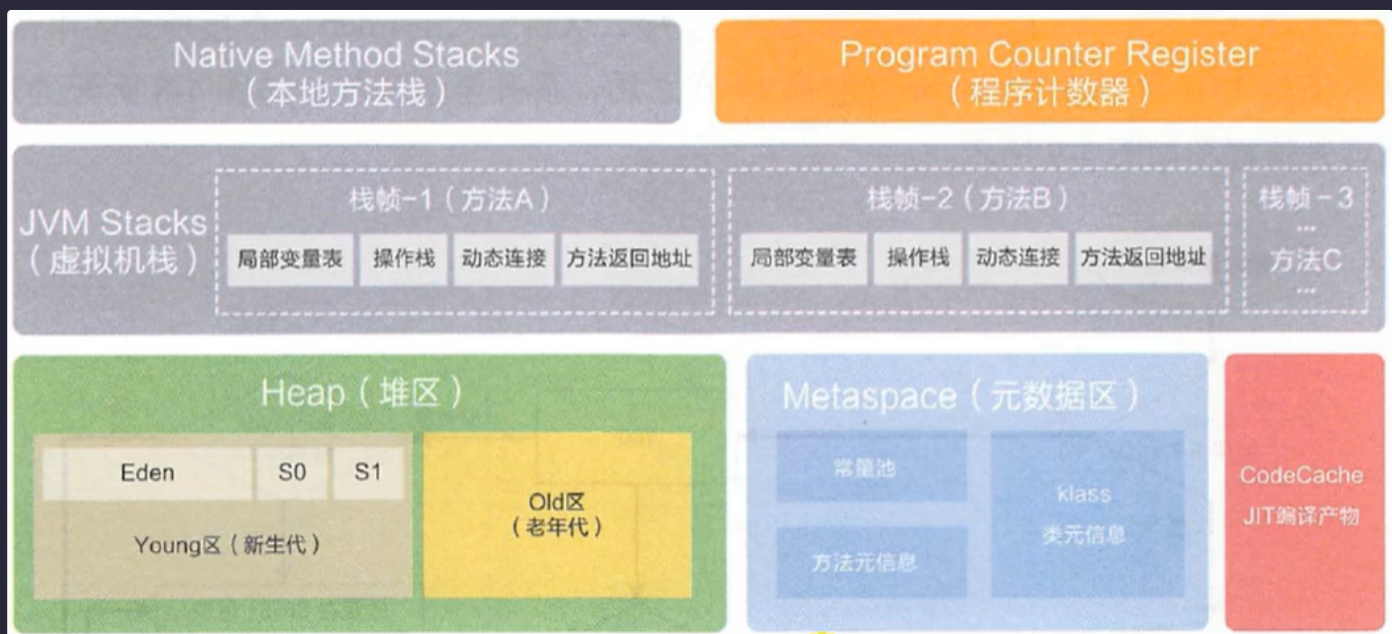 Native Method Stacks
（本地方法栈）
Program Counter Register
（程序计数器）
JVM Stacks
（虚拟机栈）
栈帧-1（方法A）
局部变量表
操作栈
动态连接
方法返回地址
栈帧-2（方法B）
局部变量表
操作栈
动态连接
方法返回地址
栈帧-3
...
方法C
...
Heap（堆区）
Eden
S0
S1
Young区（新生代）
Old区
（老年代）
Metaspace（元数据区）
常量池
方法元信息
klass
类元信息
CodeCache
JIT编译产物